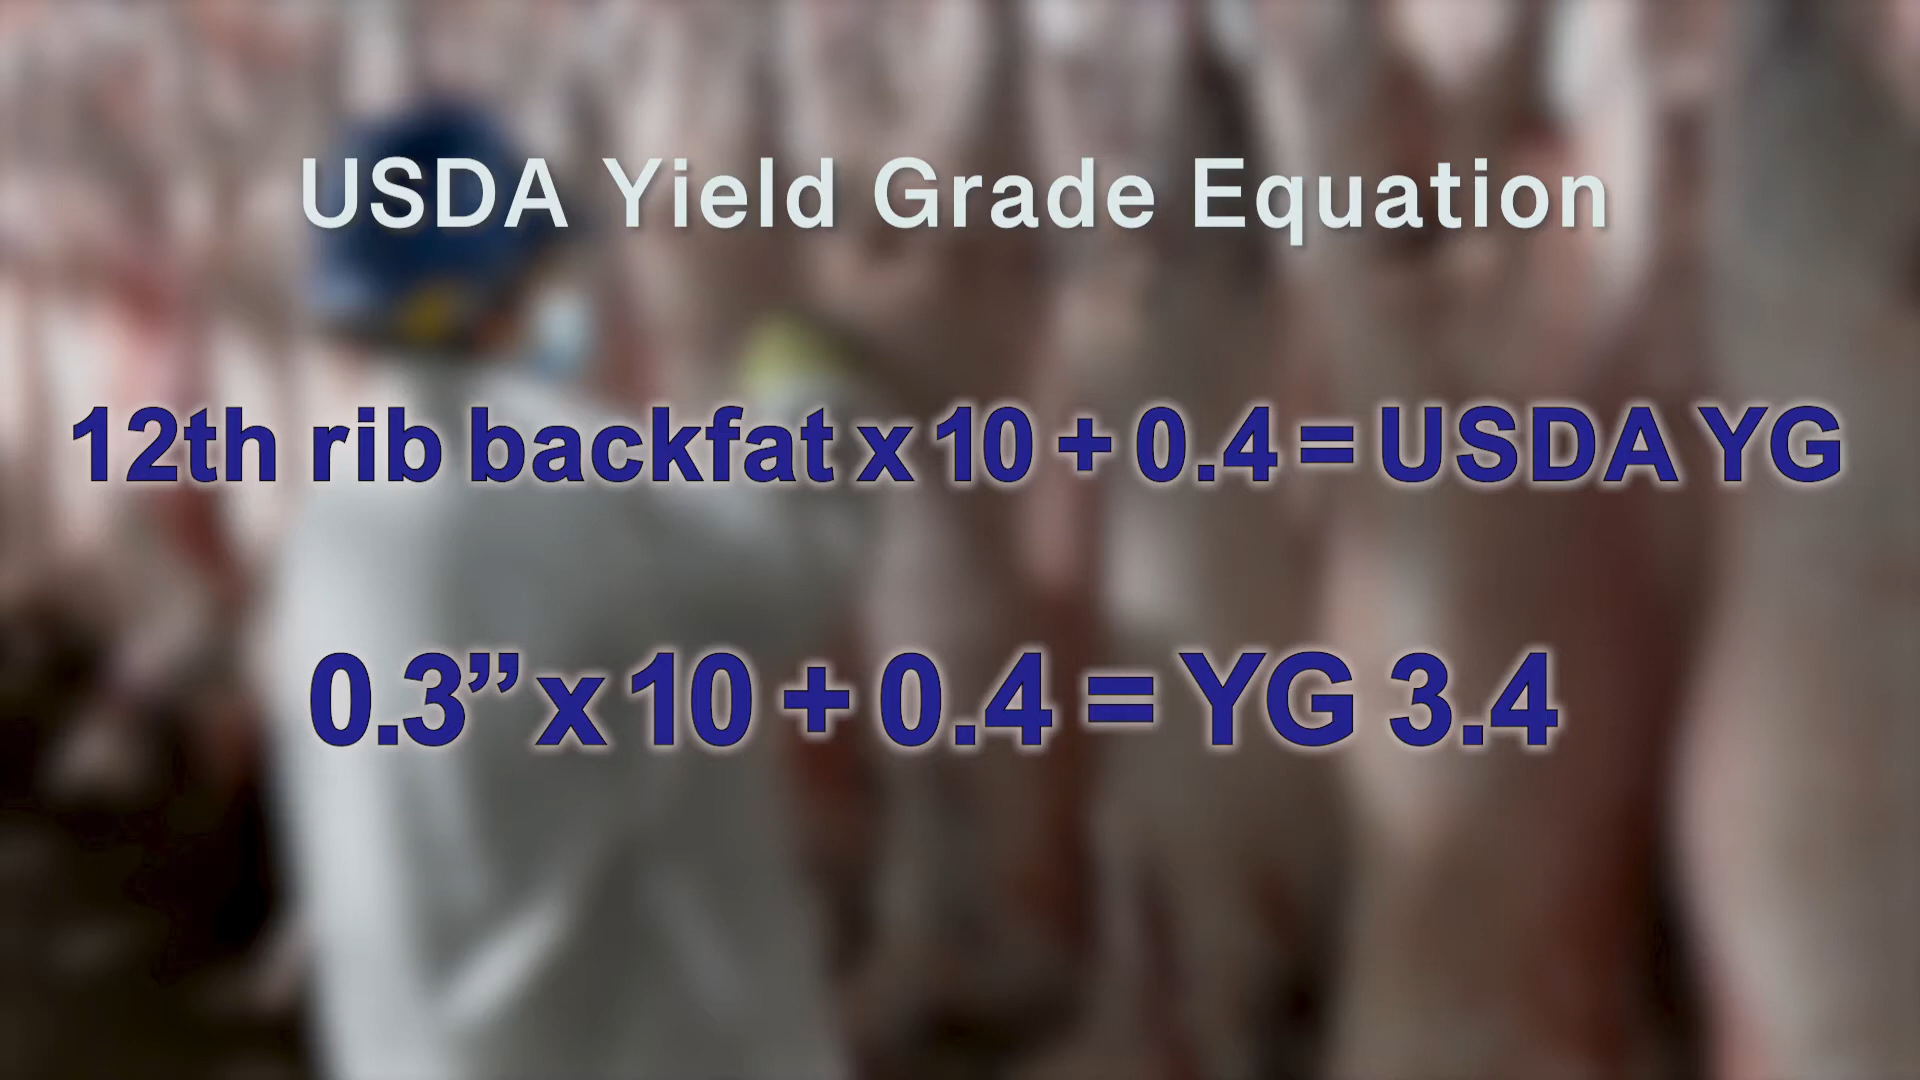 USDA Yield Grade Equation
12th rib backfat x 10 + 0.4 = USDA YG
0.3” x 10 + 0.4 = YG 3.4